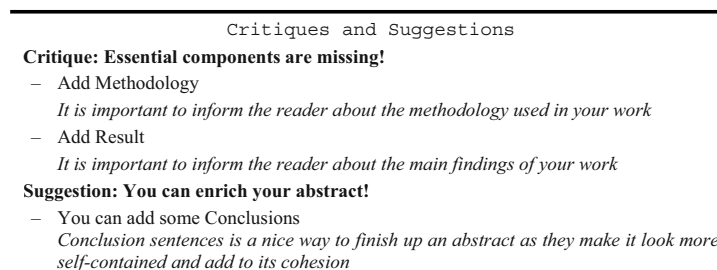 Critiques and Suggestions
Critique: Essential components are missing!
– Add Methodology
It is important to inform the reader about the methodology used in your work
– Add Result
It is important to inform the reader about the main findings of your work
Suggestion: You can enrich your abstract!
– You can add some Conclusions
Conclusion sentences is a nice way to finish up an abstract as they make it look more
self-contained and add to its cohesion